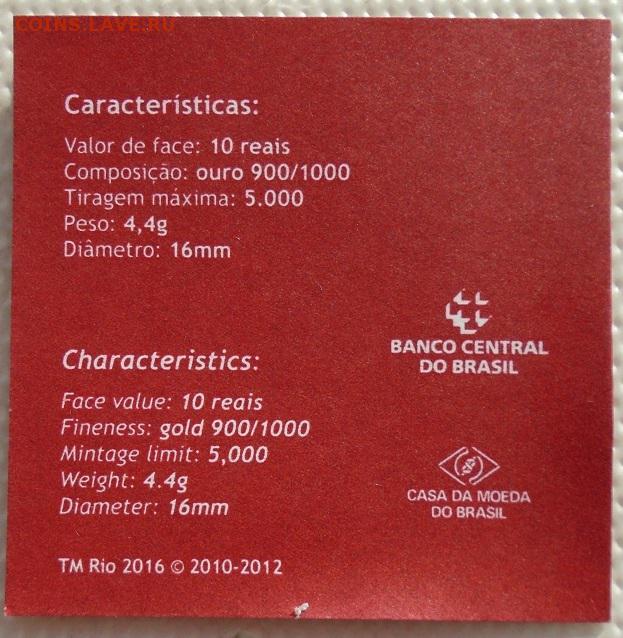 COINS.LAVE.RU
Características:
Valor de face: 10 reais
Composição: ouro 900/1000
Tiragem máxima: 5.000
Peso: 4,4g
Diâmetro: 16mm
BANCO CENTRAL
DO BRASIL
Characteristics:
Face value: 10 reais
Fineness: gold 900/1000
Mintage limit: 5,000
Weight: 4.4g
Diameter: 16mm
CASA DA MOEDA
DO BRASIL
TM Rio 2016 © 2010-2012